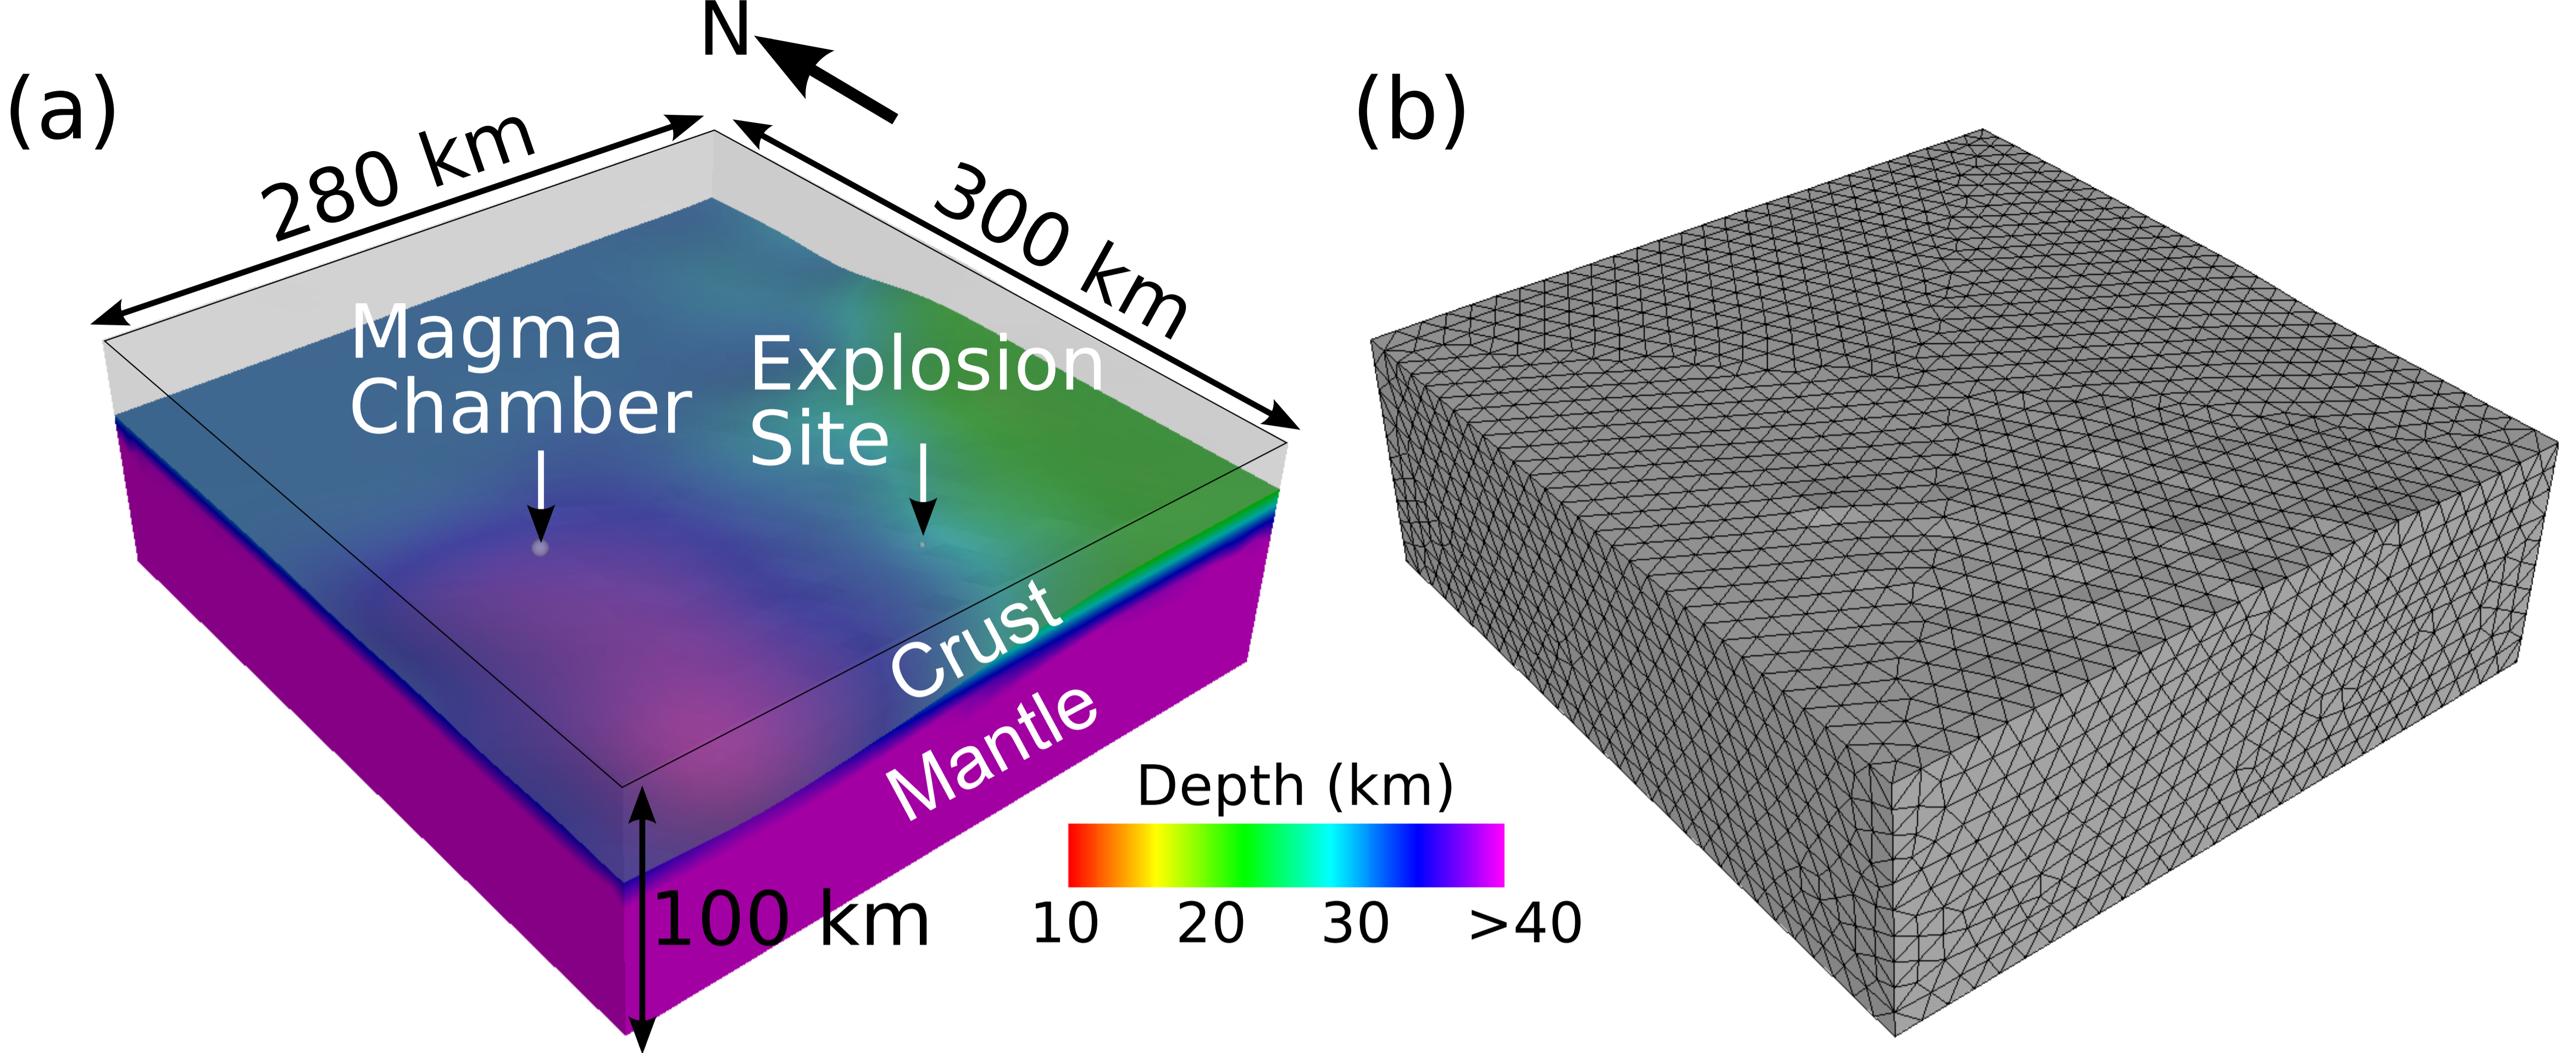 N
(a)
280 km
300 km
Magma
Chamber
Explosion
Site
Crust
Mantle
100 km
Depth (km)
10 20 30 >40
(b)